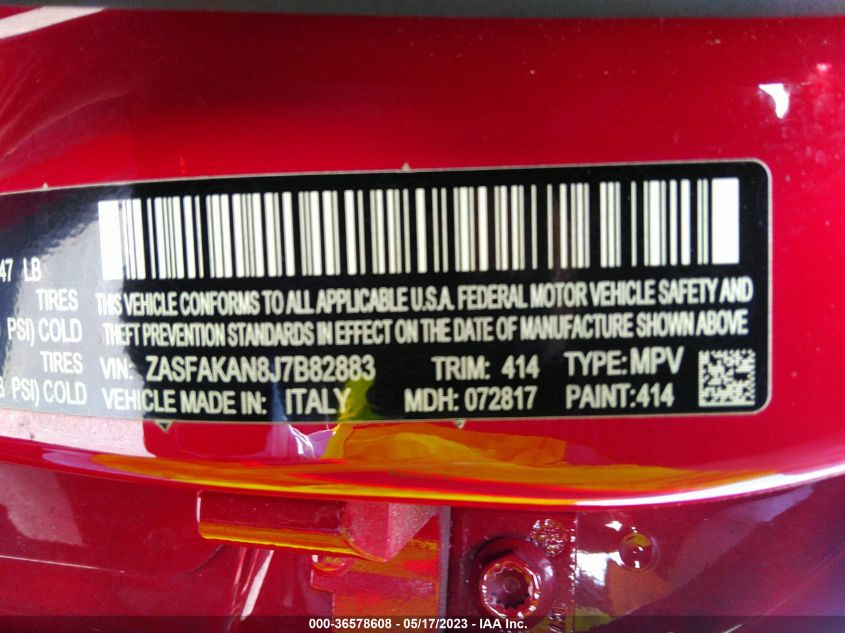 47 LB
TIRES
PSI) COLD
TIRES
PSI) COLD
THIS VEHICLE CONFORMS TO ALL APPLICABLE U.S.A. FEDERAL MOTOR VEHICLE SAFETY AND
THEFT PREVENTION STANDARDS IN EFFECT ON THE DATE OF MANUFACTURE SHOWN ABOVE
VIN: ZASFAKAN8J7B82883 TRIM: 414 TYPE: MPV
VEHICLE MADE IN: ITALY MDH: 072817 PAINT:414
000-36578608 — 05/17/2023 — IAA Inc.